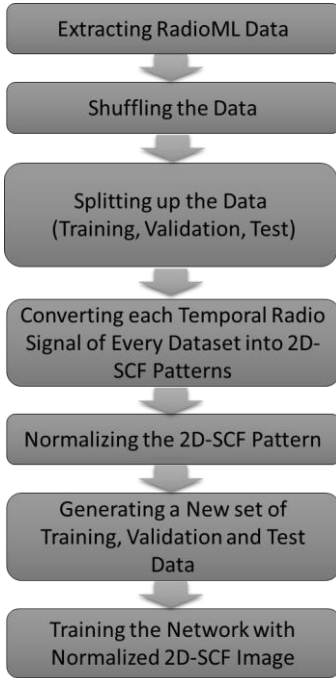 Extracting RadioML Data
Shuffling the Data
Splitting up the Data
(Training, Validation, Test)
Converting each Temporal Radio
Signal of Every Dataset into 2D-
SCF Patterns
Normalizing the 2D-SCF Pattern
Generating a New set of
Training, Validation and Test
Data
Training the Network with
Normalized 2D-SCF Image